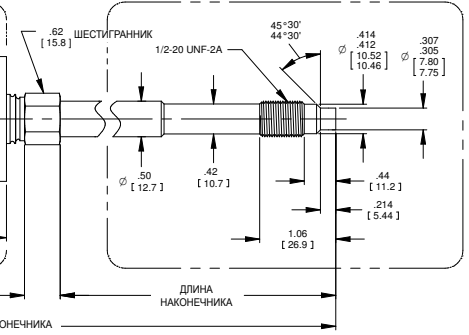 .62
[ 15.8 ]
ШЕСТИГРАННИК
1/2-20 UNF-2A
45°30'
44°30'
Ø
.414
.412
[ 10.52
10.46 ]
Ø
.307
.305
[ 7.80
7.75 ]
Ø
.50
[ 12.7 ]
.42
[ 10.7 ]
.44
[ 11.2 ]
.214
[ 5.44 ]
1.06
[ 26.9 ]
ДЛИНА
НАКОНЕЧНИКА
ОНЕЧНИКА